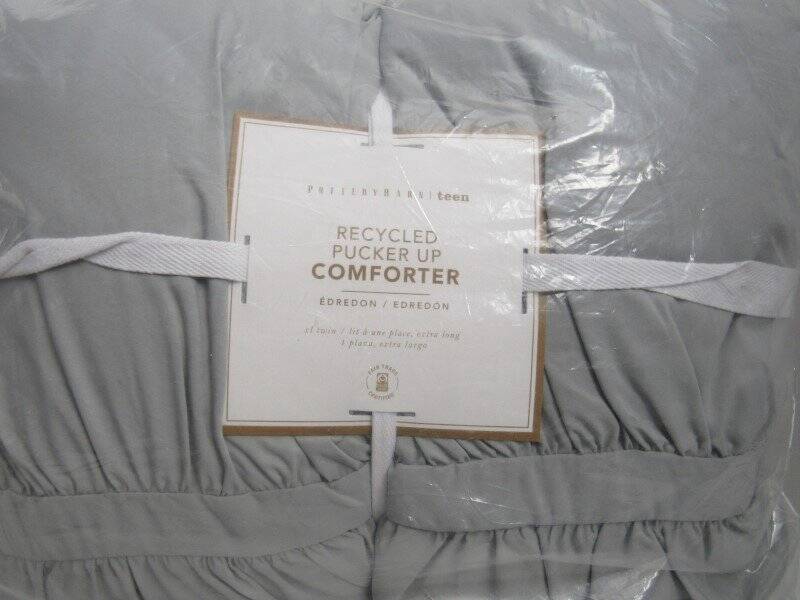 POTTERYBARN | teen
RECYCLED
PUCKER UP
COMFORTER
ÉDREDON / EDREDÓN
xl twin / lit à une place, extra long
1 plaza, extra largo
FAIR TRADE
CERTIFIED